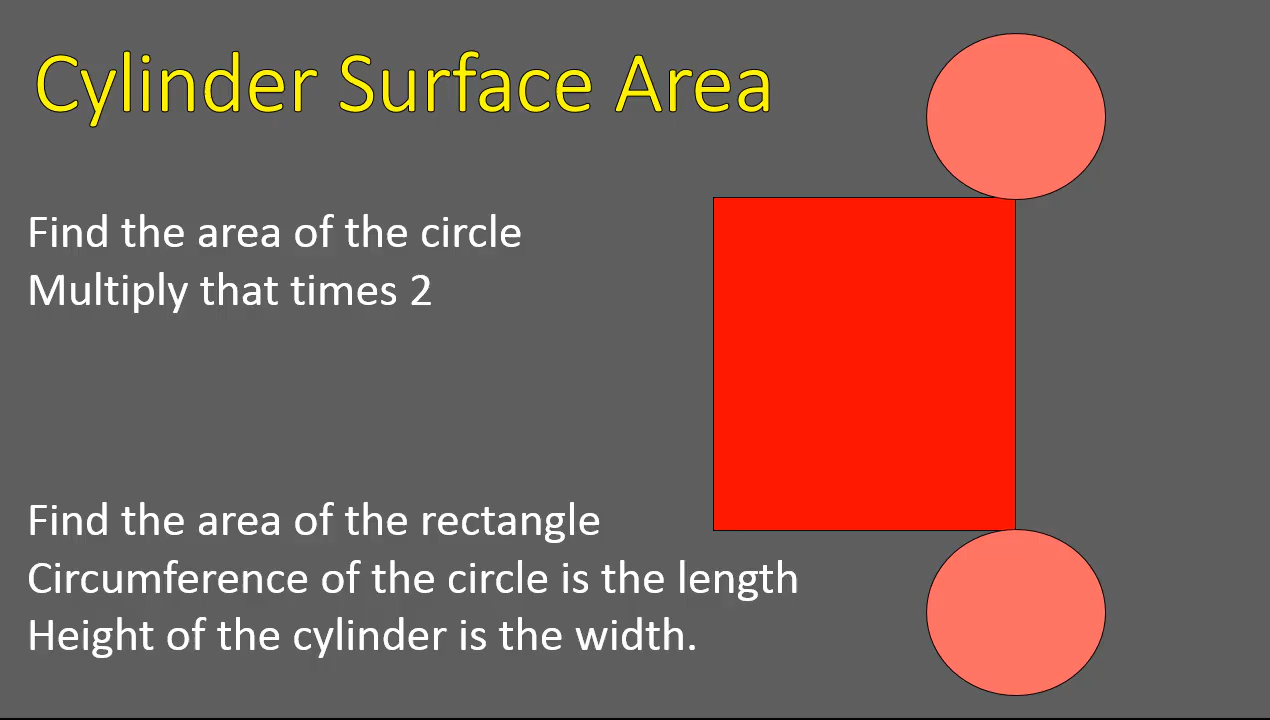 Cylinder Surface Area
Find the area of the circle
Multiply that times 2
Find the area of the rectangle
Circumference of the circle is the length
Height of the cylinder is the width.